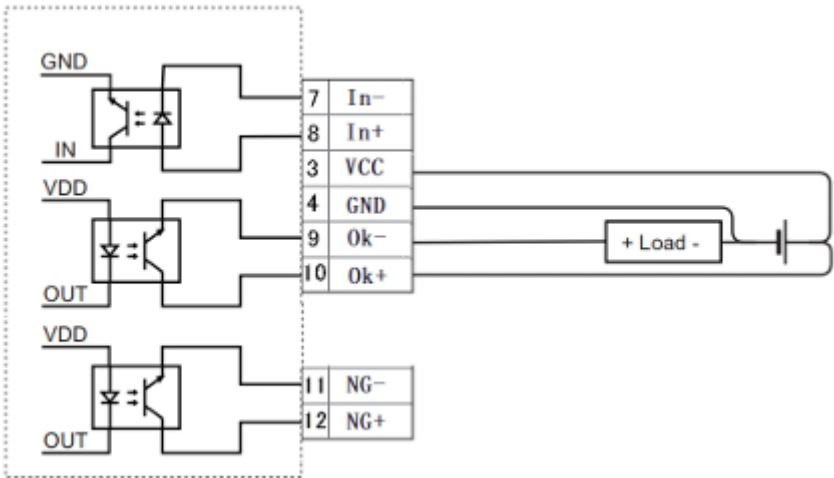 GND
IN
VDD
OUT
VDD
OUT
7 In-
8 In+
3 VCC
4 GND
9 Ok-
10 Ok+
11 NG-
12 NG+
+ Load -